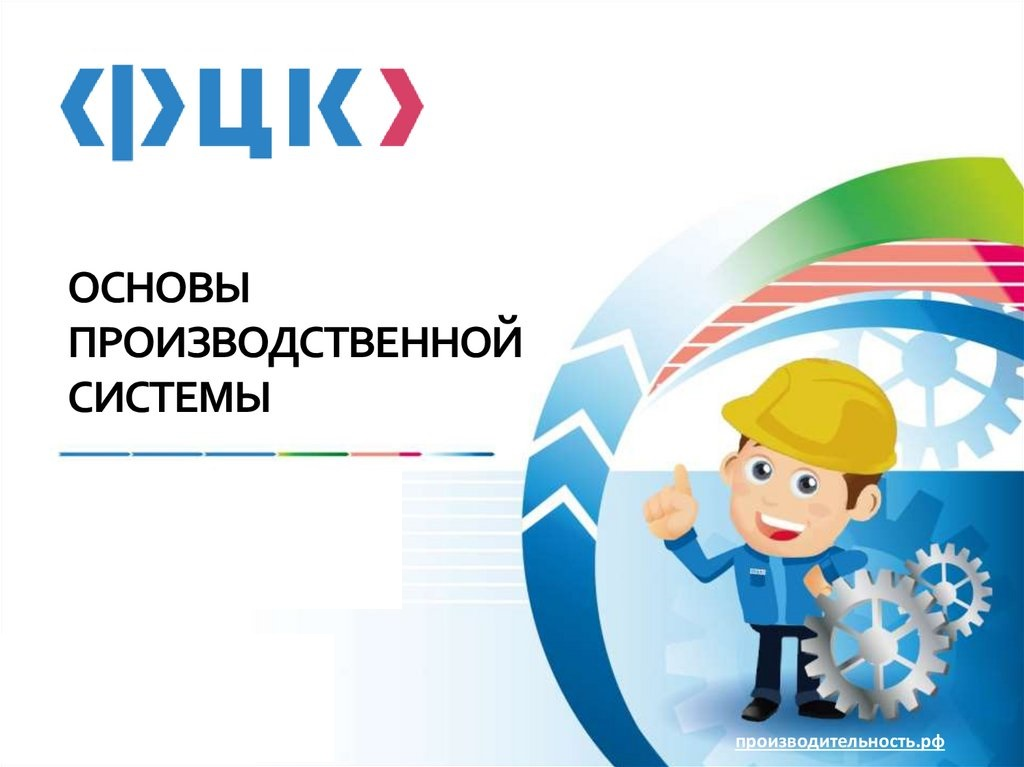 ФЦК
ОСНОВЫ
ПРОИЗВОДСТВЕННОЙ
СИСТЕМЫ
производительность.рф